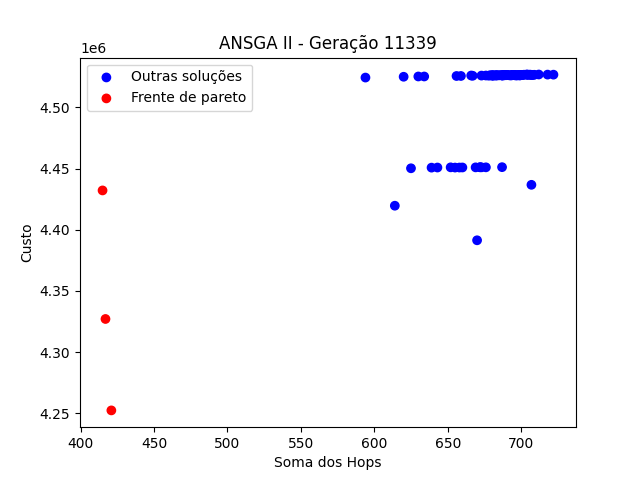 ANSGA II - Geração 11339
1e6
Outras soluções
Frente de pareto
4.50
4.45
4.40
4.35
4.30
4.25
Custo
400 450 500 550 600 650 700
Soma dos Hops